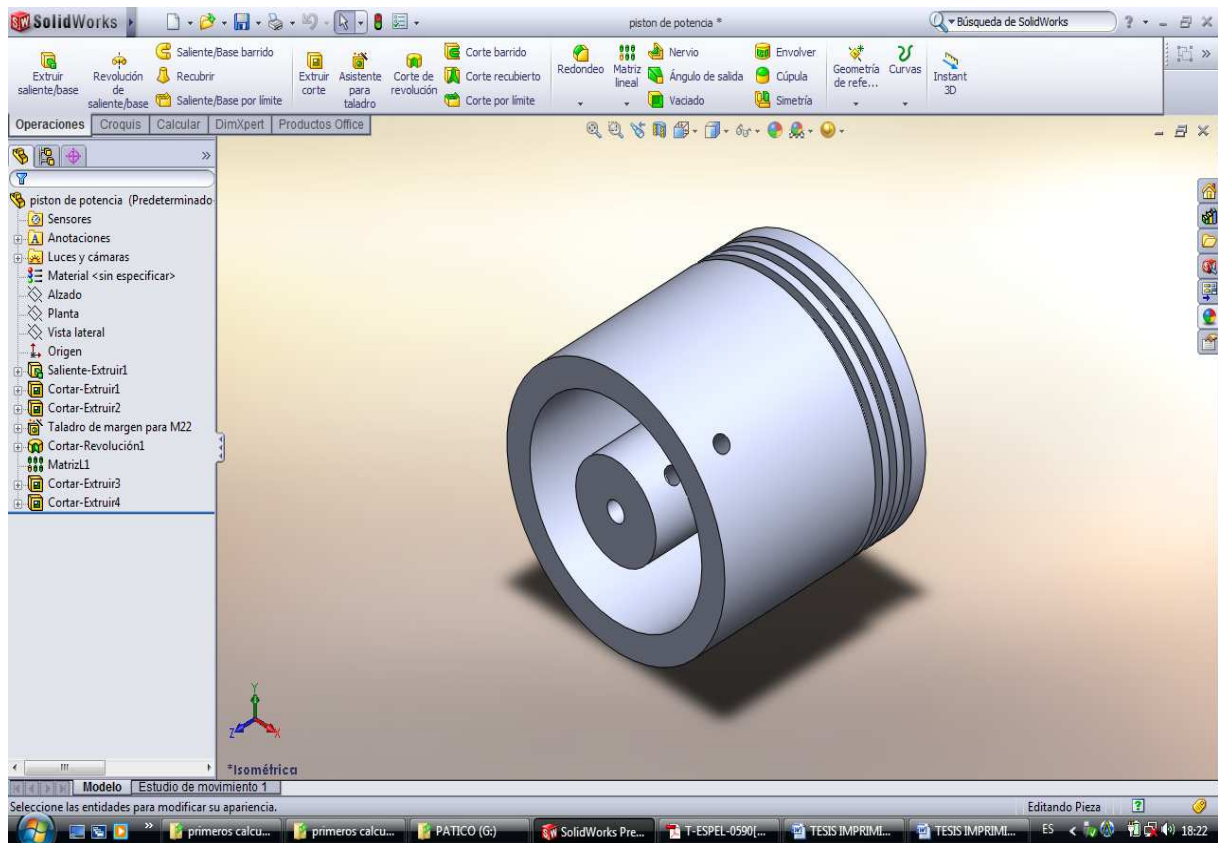 SolidWorks
piston de potencia *
Búsqueda de SolidWorks
Extruir saliente/base
Revolución de saliente/base
Saliente/Base barrido
Recubrir
Saliente/Base por límite
Extruir corte
Asistente para taladro
Corte de revolución
Corte barrido
Corte recubierto
Corte por límite
Redondeo
Matriz lineal
Nervio
Ángulo de salida
Vaciado
Envolver
Cúpula
Simetría
Geometría de refe...
Curvas
Instant 3D
Operaciones Croquis Calcular DimXpert Productos Office
piston de potencia (Predeterminado
Sensores
Anotaciones
Luces y cámaras
Material <sin especificar>
Alzado
Planta
Vista lateral
Origen
Saliente-Extruir1
Cortar-Extruir1
Cortar-Extruir2
Taladro de margen para M22
Cortar-Revolución1
MatrizL1
Cortar-Extruir3
Cortar-Extruir4
Y
Z X
*Isométrica
Modelo Estudio de movimiento 1
Seleccione las entidades para modificar su apariencia.
Editando Pieza
primeros calcu...
primeros calcu...
PATICO (G:)
SolidWorks Pre...
T-ESPEL-0590[...
TESIS IMPRIMI...
TESIS IMPRIMI...
ES
18:22